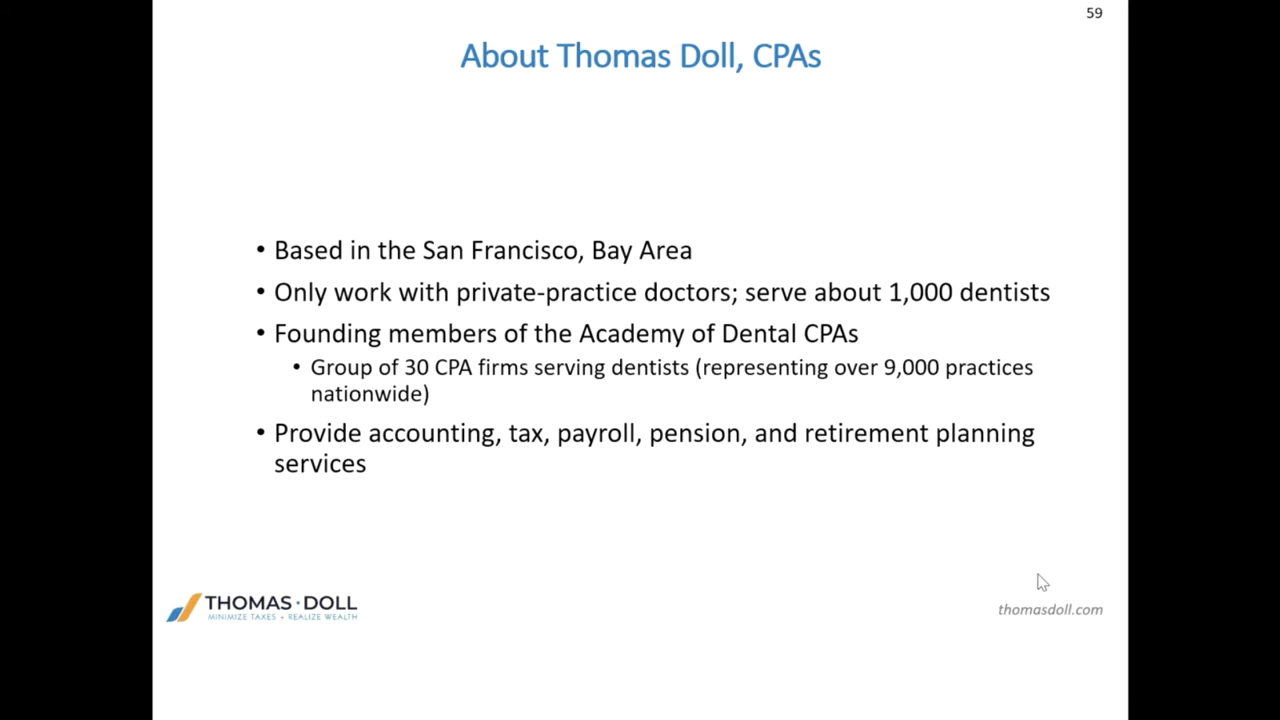 59
About Thomas Doll, CPAs
• Based in the San Francisco, Bay Area
• Only work with private-practice doctors; serve about 1,000 dentists
• Founding members of the Academy of Dental CPAs
• Group of 30 CPA firms serving dentists (representing over 9,000 practices
nationwide)
• Provide accounting, tax, payroll, pension, and retirement planning
services
THOMAS · DOLL
MINIMIZE TAXES + REALIZE WEALTH
thomasdoll.com